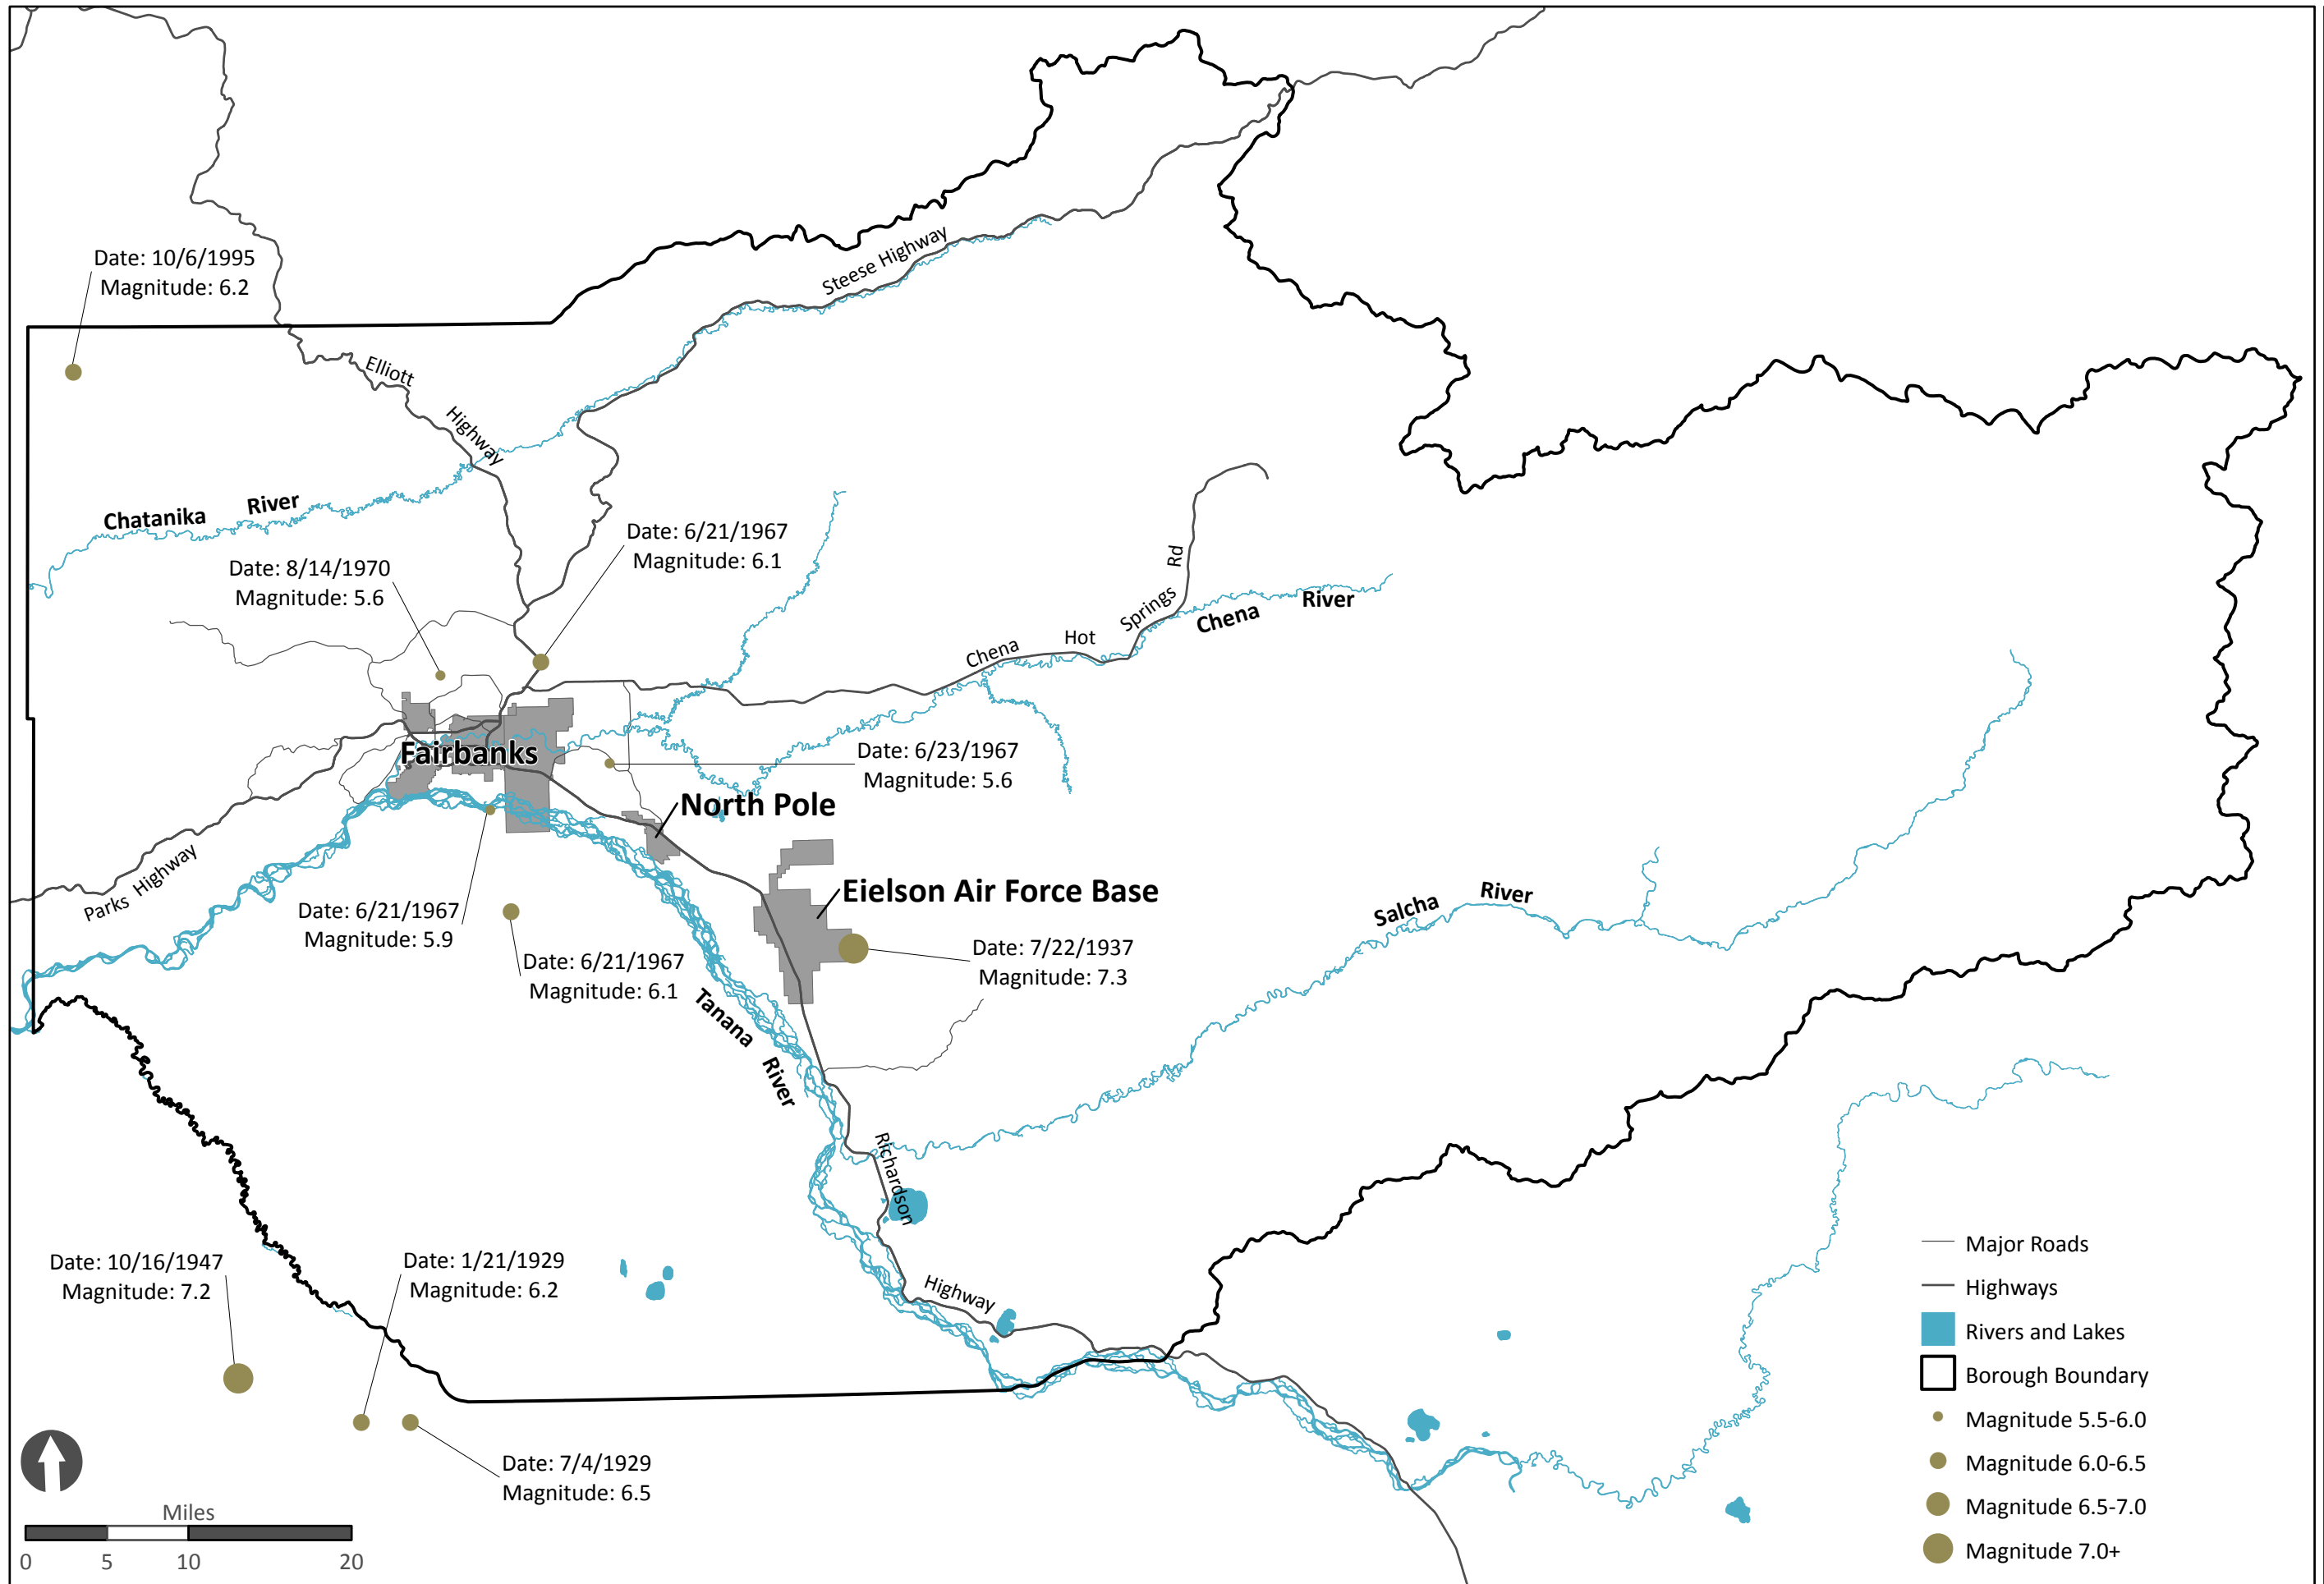 Steese Highway
Date: 10/6/1995
Magnitude: 6.2
Elliott
Highway
Chatanika River
Date: 6/21/1967
Magnitude: 6.1
Date: 8/14/1970
Magnitude: 5.6
Chena Hot Springs Rd
Chena River
Fairbanks
Date: 6/23/1967
Magnitude: 5.6
North Pole
Parks Highway
Eielson Air Force Base
Salcha River
Date: 6/21/1967
Magnitude: 5.9
Date: 6/21/1967
Magnitude: 6.1
Date: 7/22/1937
Magnitude: 7.3
Tanana River
Richardson
Highway
Date: 10/16/1947
Magnitude: 7.2
Date: 1/21/1929
Magnitude: 6.2
Date: 7/4/1929
Magnitude: 6.5
Miles
0 5 10 20
Major Roads
Highways
Rivers and Lakes
Borough Boundary
Magnitude 5.5-6.0
Magnitude 6.0-6.5
Magnitude 6.5-7.0
Magnitude 7.0+